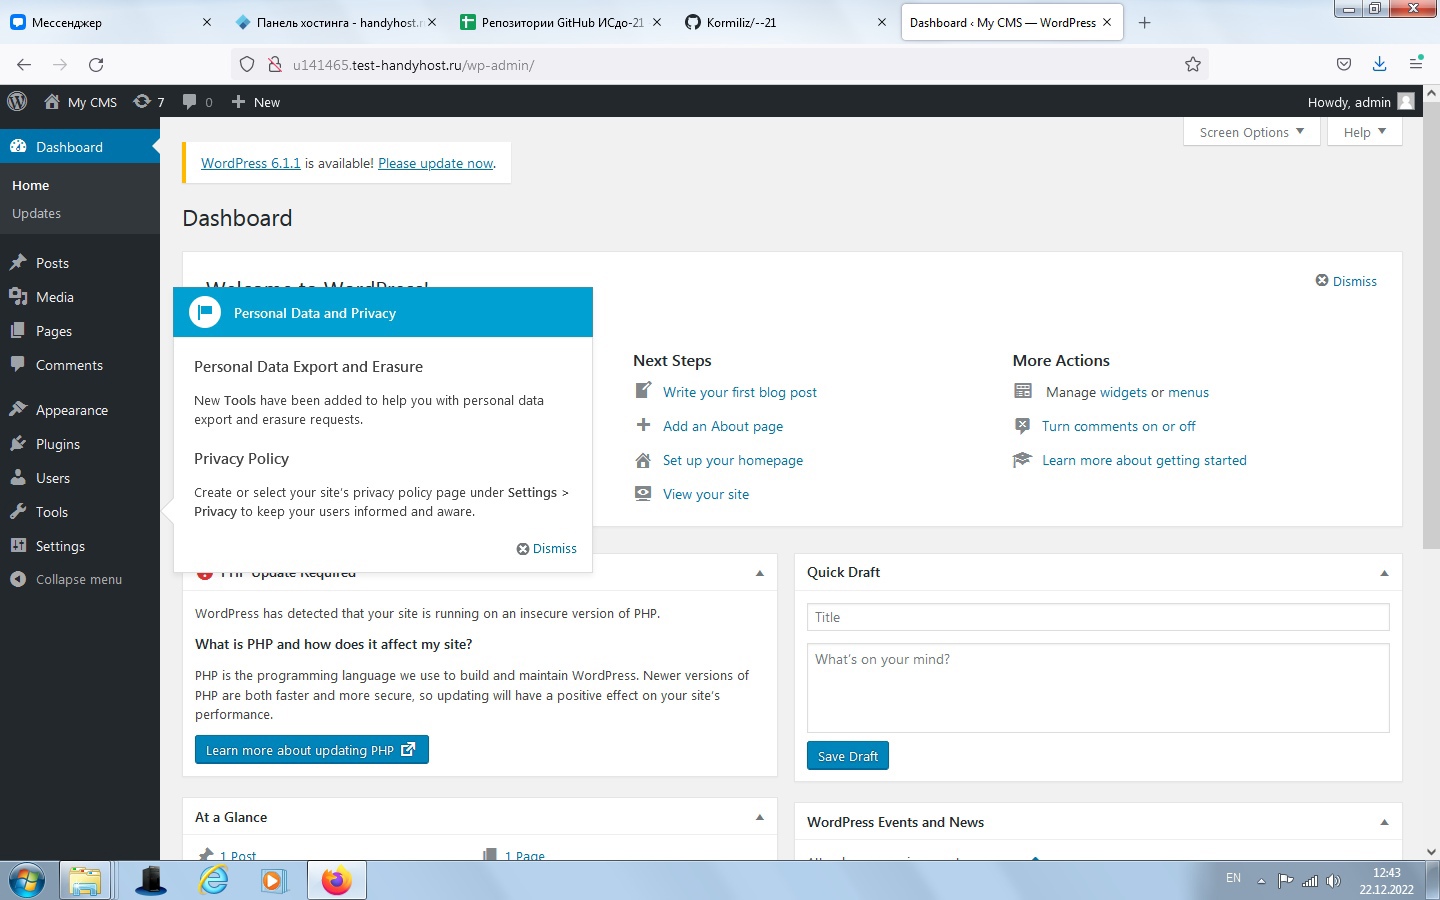 Мессенджер
Панель хостинга - handyhost.r
Репозитории GitHub ИСдо-21
Kormiliz/--21
Dashboard ‹ My CMS — WordPress
u141465.test-handyhost.ru/wp-admin/
My CMS
7
0
New
Howdy, admin
Screen Options
Help
Dashboard
Home
Updates
Posts
Media
Pages
Comments
Appearance
Plugins
Users
Tools
Settings
Collapse menu
WordPress 6.1.1 is available! Please update now.
Dashboard
Welcome to WordPress!
Dismiss
Personal Data and Privacy
Personal Data Export and Erasure
New Tools have been added to help you with personal data
export and erasure requests.
Privacy Policy
Create or select your site's privacy policy page under Settings >
Privacy to keep your users informed and aware.
Dismiss
Next Steps
Write your first blog post
Add an About page
Set up your homepage
View your site
More Actions
Manage widgets or menus
Turn comments on or off
Learn more about getting started
PHP Update Required
WordPress has detected that your site is running on an insecure version of PHP.
What is PHP and how does it affect my site?
PHP is the programming language we use to build and maintain WordPress. Newer versions of
PHP are both faster and more secure, so updating will have a positive effect on your site's
performance.
Learn more about updating PHP
At a Glance
1 Post
1 Page
Quick Draft
Title
What's on your mind?
Save Draft
WordPress Events and News
EN
12:43
22.12.2022